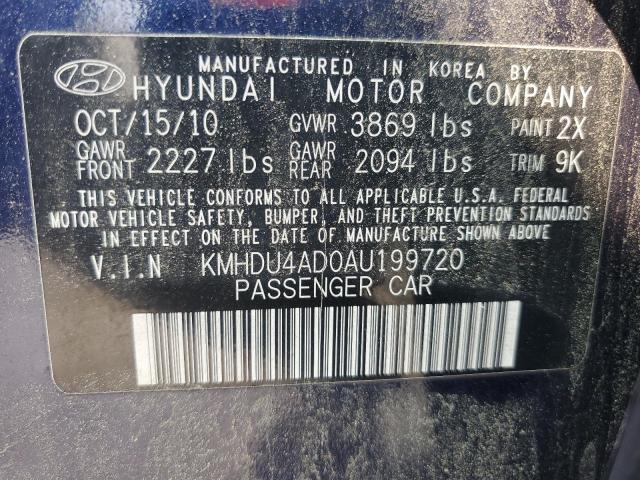 MANUFACTURED IN KOREA BY
HYUNDAI MOTOR COMPANY
OCT/15/10 GVWR 3869 lbs PAINT 2X
GAWR FRONT 2227 lbs GAWR REAR 2094 lbs TRIM 9K
THIS VEHICLE CONFORMS TO ALL APPLICABLE U.S.A. FEDERAL
MOTOR VEHICLE SAFETY, BUMPER, AND THEFT PREVENTION STANDARDS
IN EFFECT ON THE DATE OF MANUFACTURE SHOWN ABOVE.
V.I.N KMHDU4AD0AU199720
PASSENGER CAR